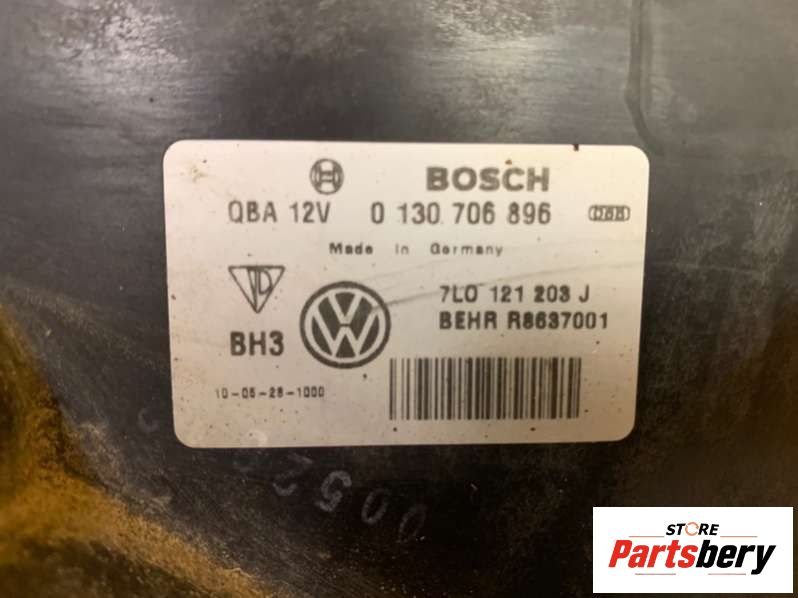 BOSCH
QBA 12V 0 130 706 896
Made in Germany
7L0 121 203 J
BEHR R8637001
BH3
10-05-28-1000
0052
STORE
Partsbery